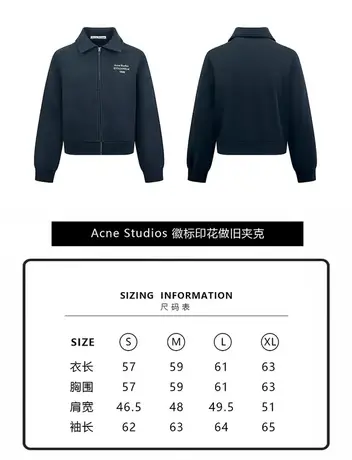 Acne Studios
Acne Studios 徽标印花做旧夹克
SIZING INFORMATION
尺码表
SIZE S M L XL
衣长 57 59 61 63
胸围 57 59 61 63
肩宽 46.5 48 49.5 51
袖长 62 63 64 65